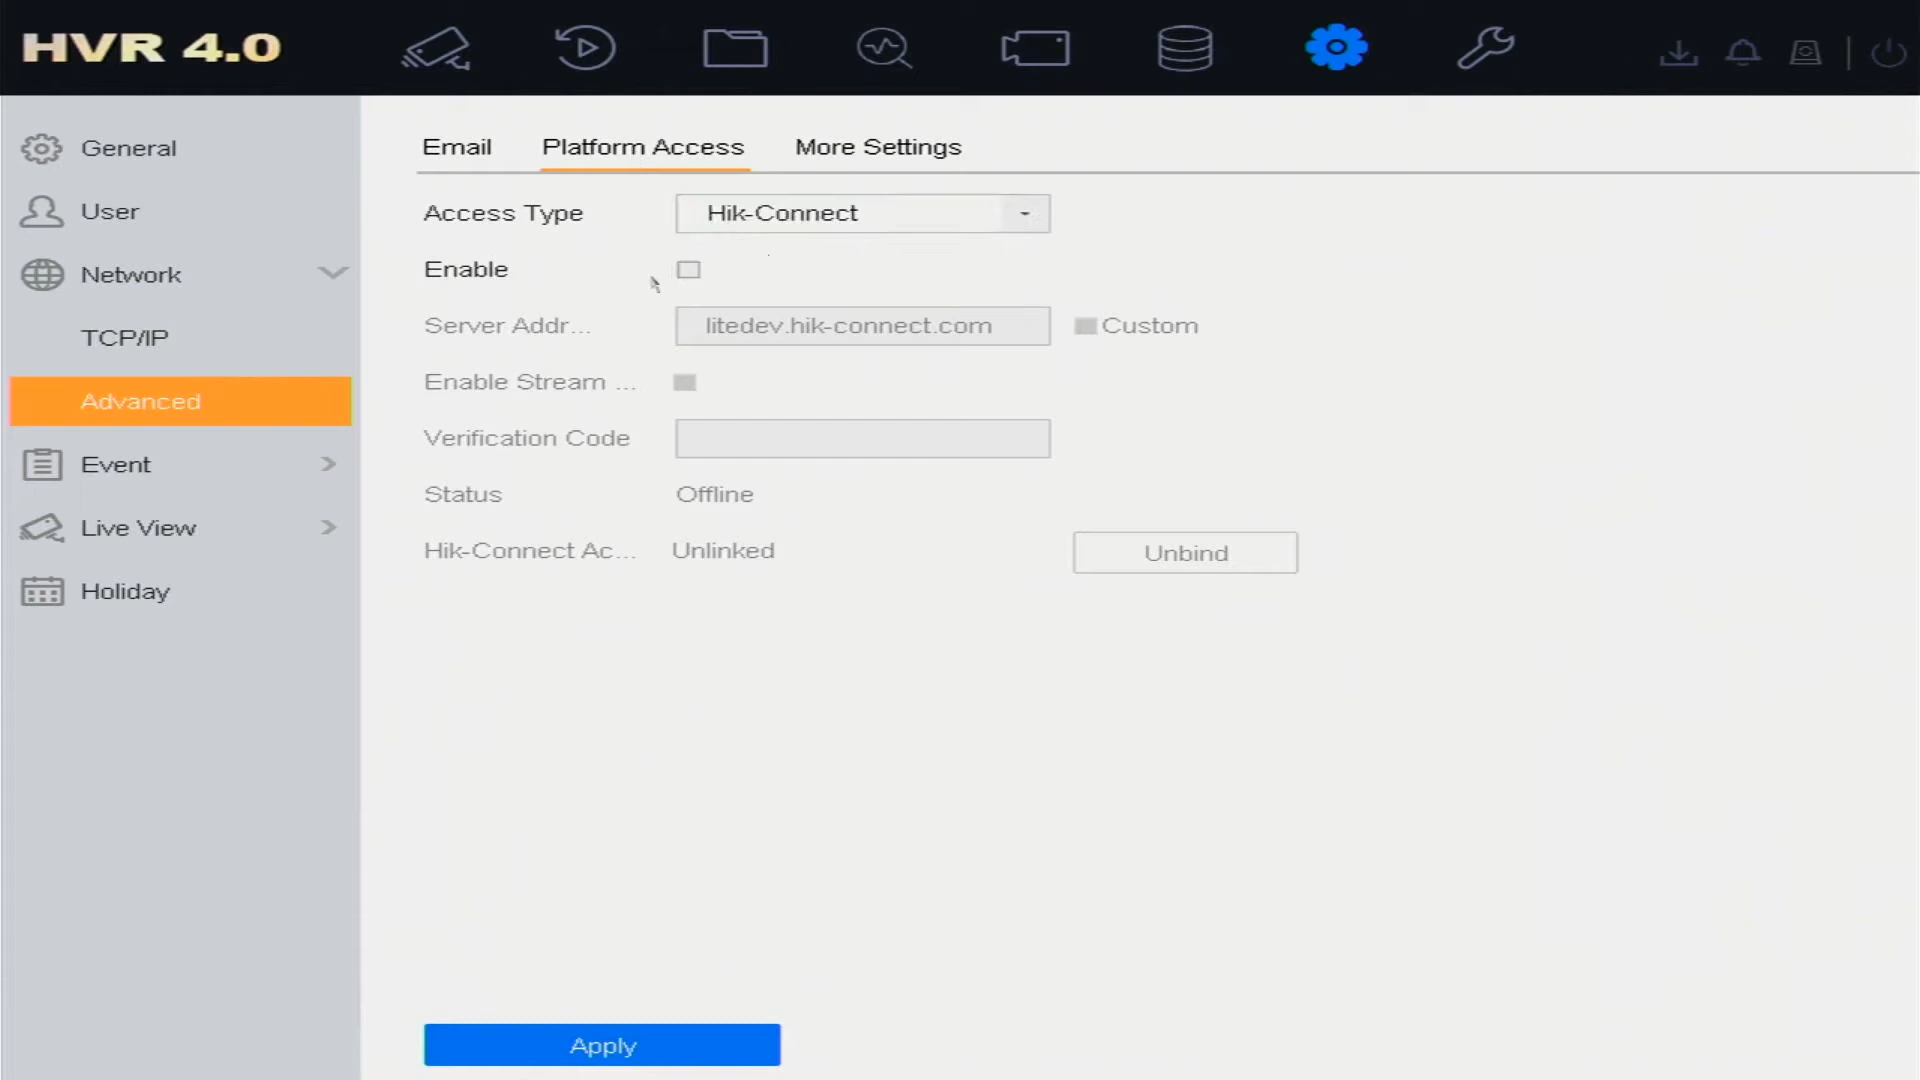 HVR 4.0
General
User
Network
TCP/IP
Advanced
Event
Live View
Holiday
Email Platform Access More Settings
Access Type Hik-Connect
Enable
Server Addr... litedev.hik-connect.com Custom
Enable Stream ...
Verification Code
Status Offline
Hik-Connect Ac... Unlinked Unbind
Apply